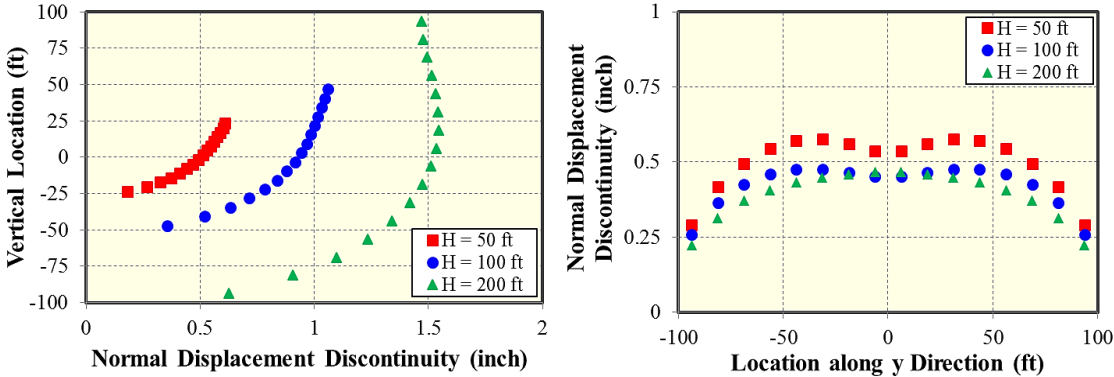 Vertical Location (ft)
100
75
50
25
0
-25
-50
-75
-100
H = 50 ft
H = 100 ft
H = 200 ft
0
0.5
1
1.5
2
Normal Displacement Discontinuity (inch)
Normal Displacement
Discontinuity (inch)
1
0.75
0.5
0.25
0
H = 50 ft
H = 100 ft
H = 200 ft
-100
-50
0
50
100
Location along y Direction (ft)